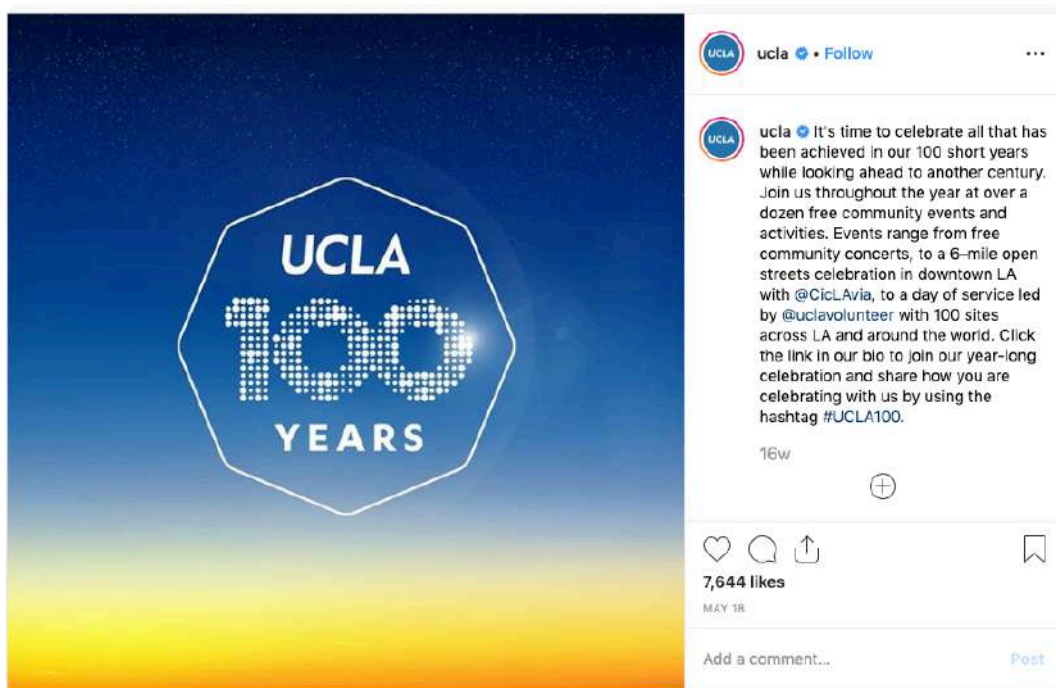 UCLA
100
YEARS
UCLA
ucla • Follow
UCLA
ucla It's time to celebrate all that has
been achieved in our 100 short years
while looking ahead to another century.
Join us throughout the year at over a
dozen free community events and
activities. Events range from free
community concerts, to a 6–mile open
streets celebration in downtown LA
with @CicLAvia, to a day of service led
by @uclavolunteer with 100 sites
across LA and around the world. Click
the link in our bio to join our year-long
celebration and share how you are
celebrating with us by using the
hashtag #UCLA100.
16w
7,644 likes
MAY 18
Add a comment...
Post